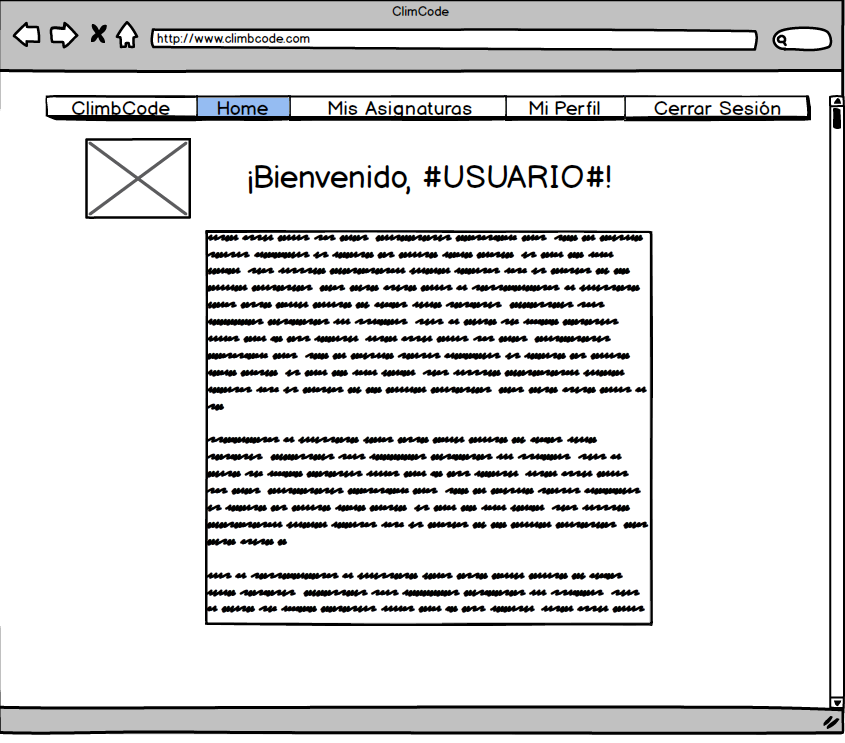 ClimCode
http://www.climbcode.com
ClimbCode Home Mis Asignaturas Mi Perfil Cerrar Sesión
¡Bienvenido, #USUARIO#!